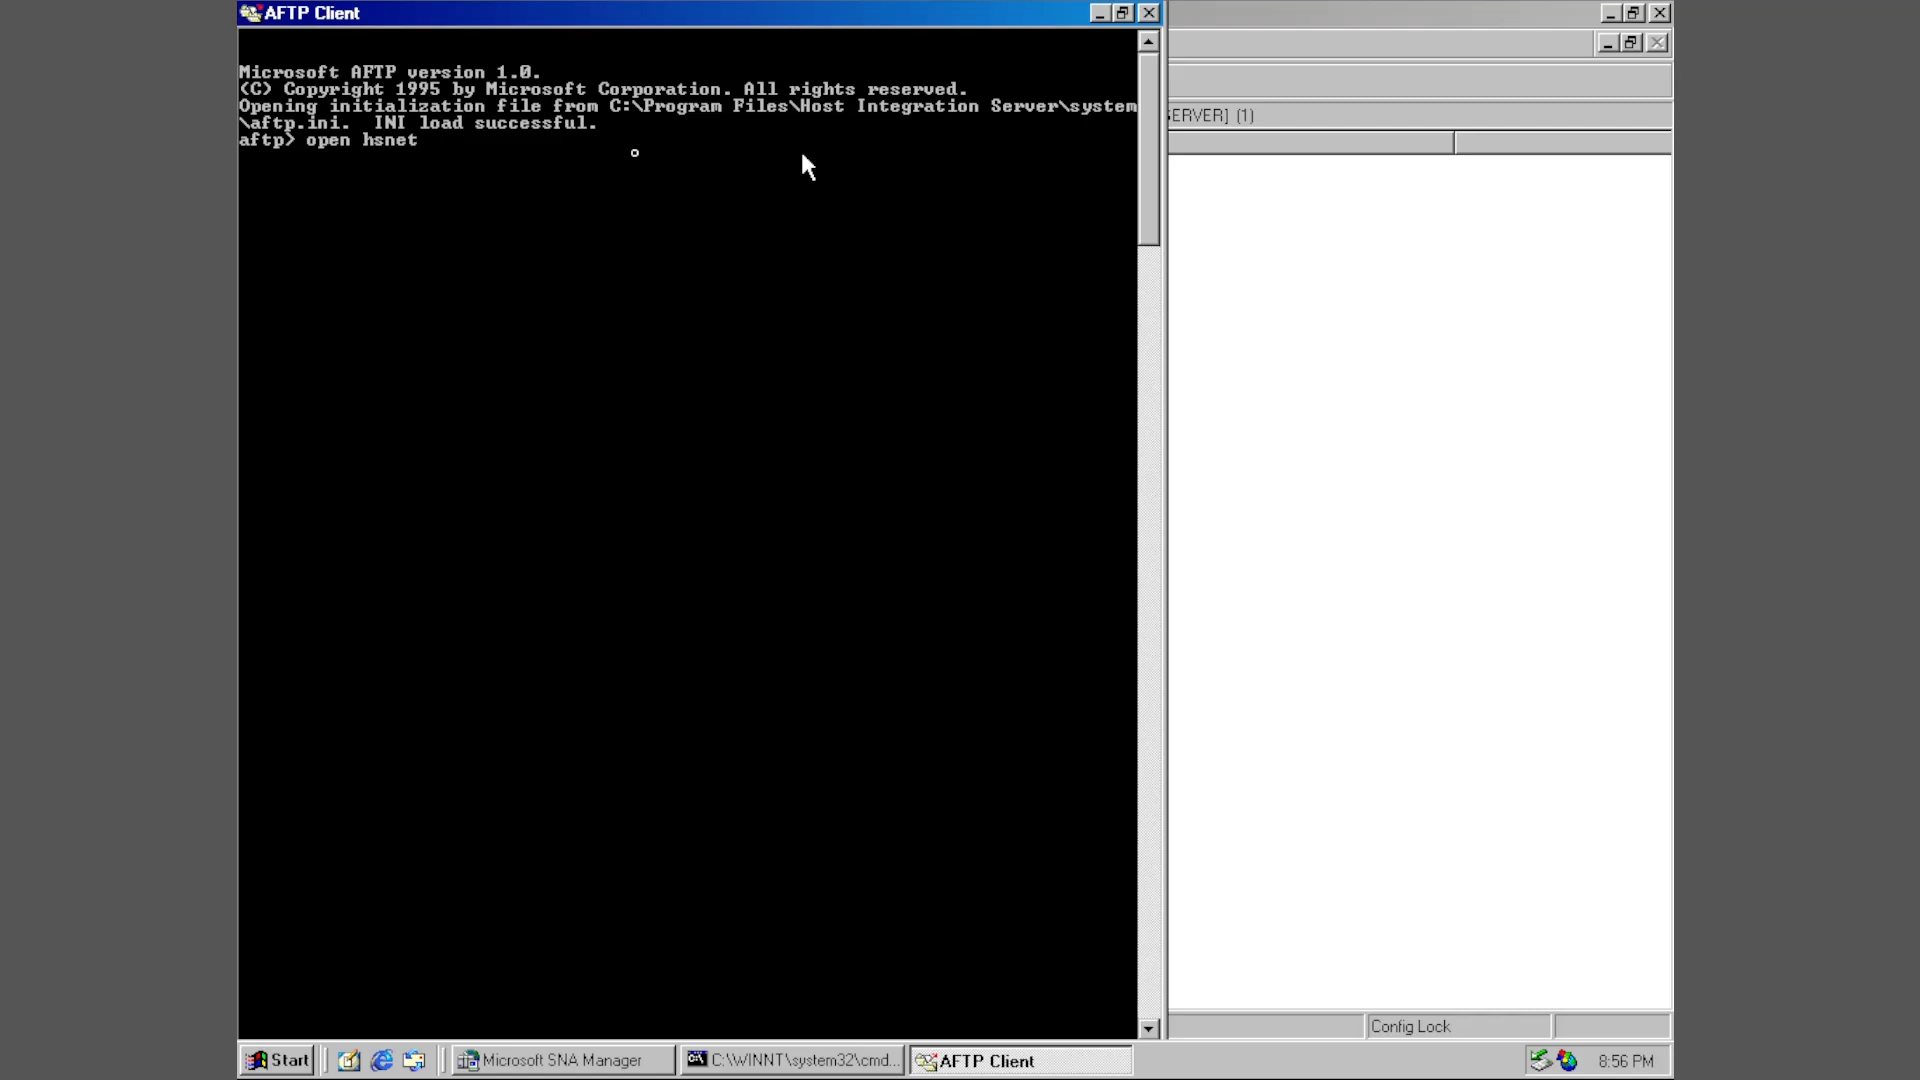 AFTP Client
Microsoft AFTP version 1.0.
(C) Copyright 1995 by Microsoft Corporation. All rights reserved.
Opening initialization file from C:\Program Files\Host Integration Server\system
\aftp.ini.  INI load successful.
aftp> open hsnet
SERVER] (1)
Config Lock
Start
Microsoft SNA Manager
C:\WINNT\system32\cmd...
AFTP Client
8:56 PM